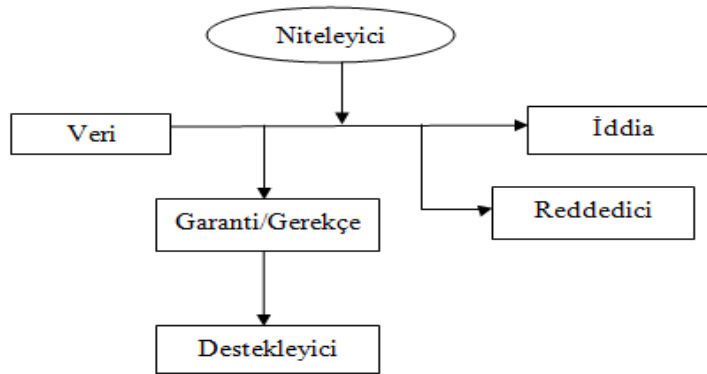 Niteleyici
Veri
İddia
Garanti/Gerekçe
Reddedici
Destekleyici